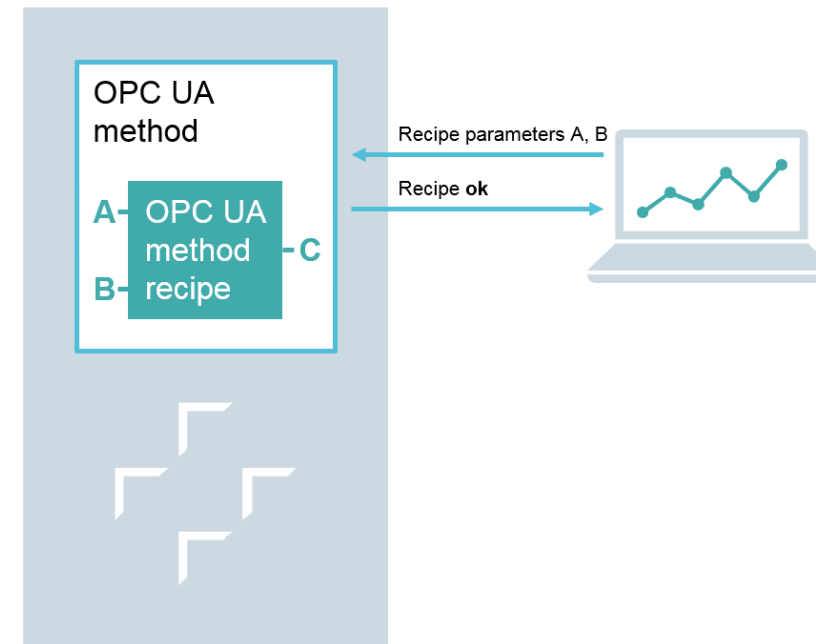 OPC UA
method
A
OPC UA
method
recipe
B
C
Recipe parameters A, B
Recipe ok